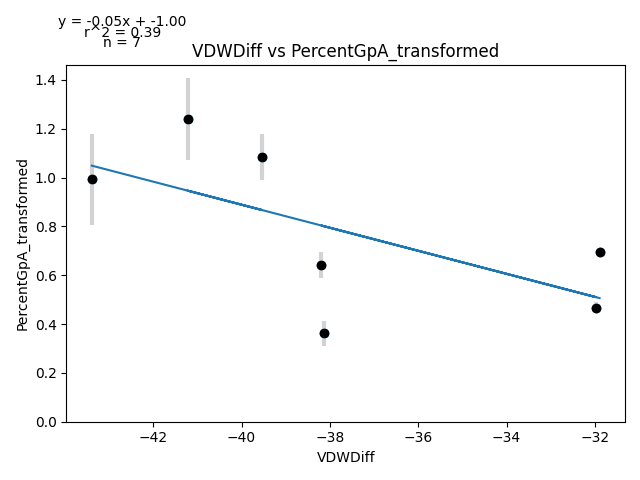 y = -0.05x + -1.00
r^2 = 0.39
n = 7
VDWDiff vs PercentGpA_transformed
PercentGpA_transformed
1.4
1.2
1.0
0.8
0.6
0.4
0.2
0.0
−42
−40
−38
−36
−34
−32
VDWDiff